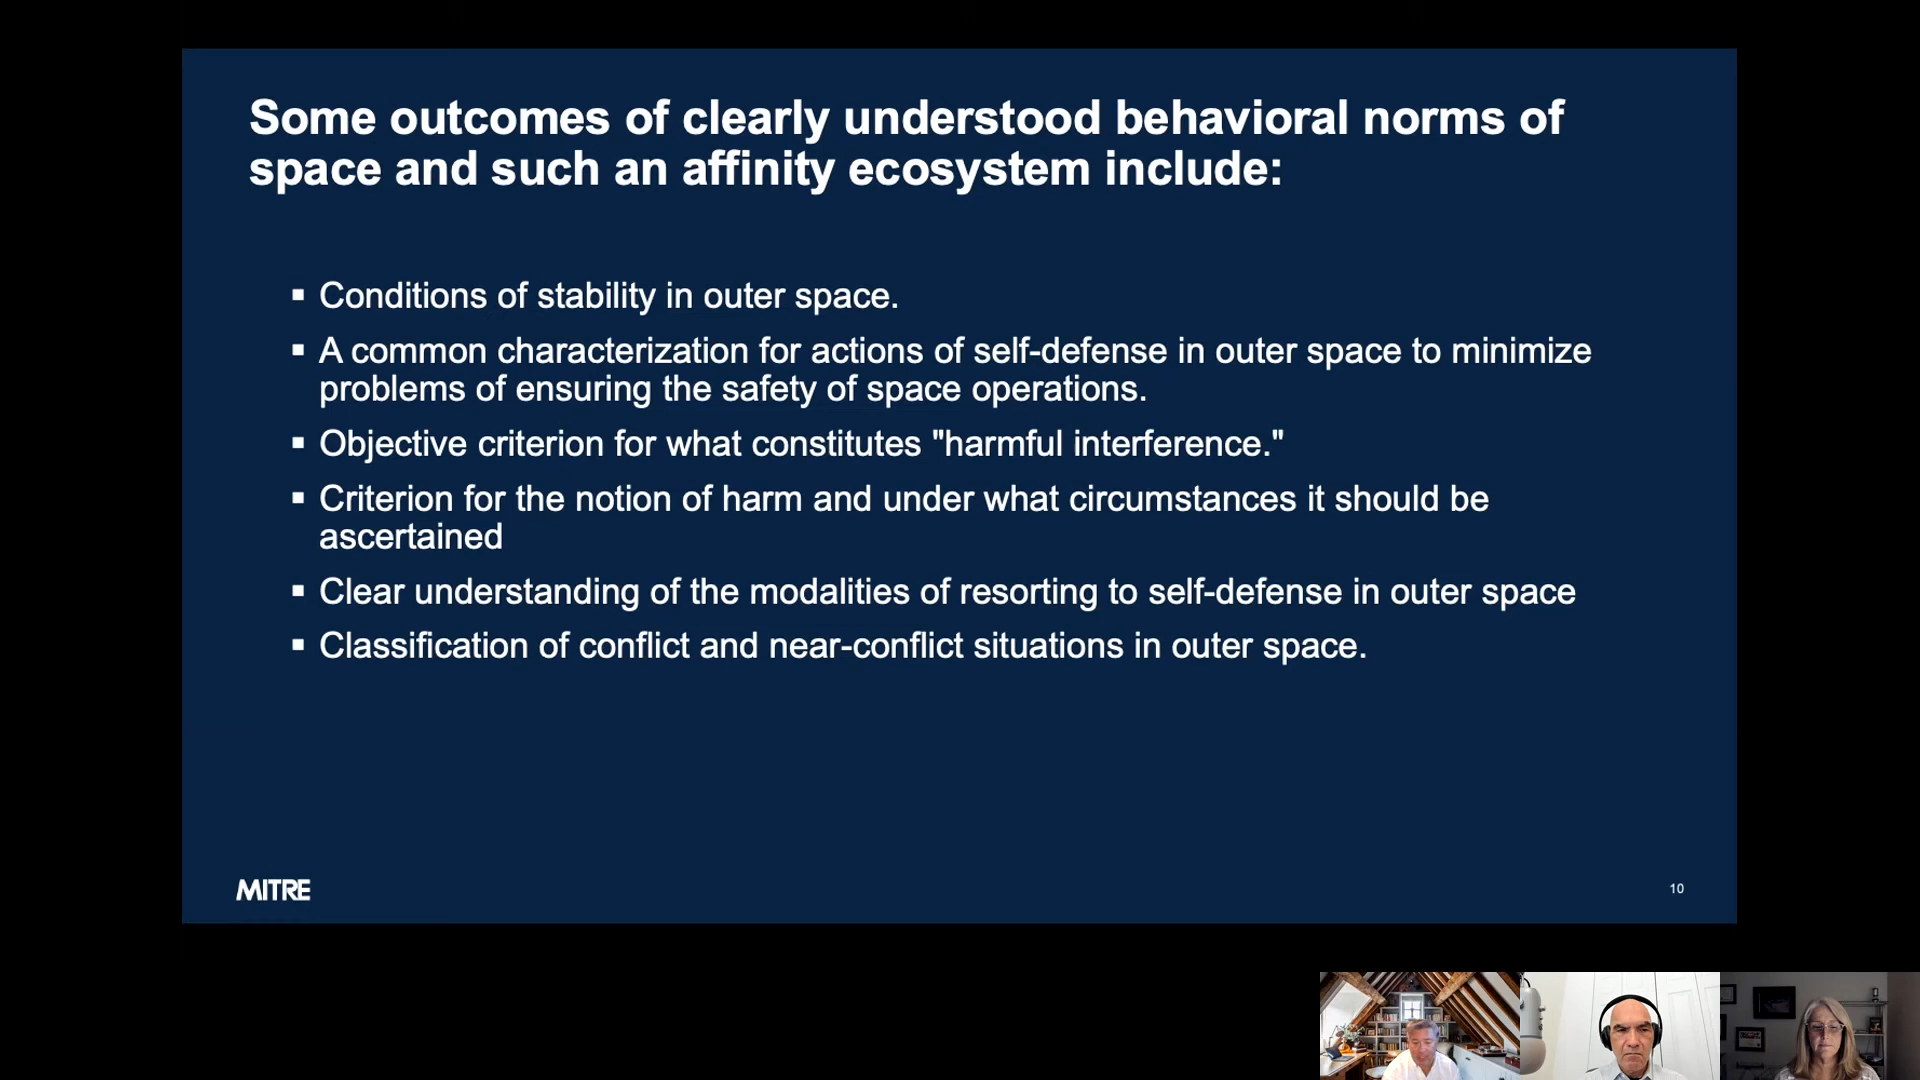 Some outcomes of clearly understood behavioral norms of
space and such an affinity ecosystem include:
▪ Conditions of stability in outer space.
▪ A common characterization for actions of self-defense in outer space to minimize
problems of ensuring the safety of space operations.
▪ Objective criterion for what constitutes "harmful interference."
▪ Criterion for the notion of harm and under what circumstances it should be
ascertained
▪ Clear understanding of the modalities of resorting to self-defense in outer space
▪ Classification of conflict and near-conflict situations in outer space.
MITRE
10